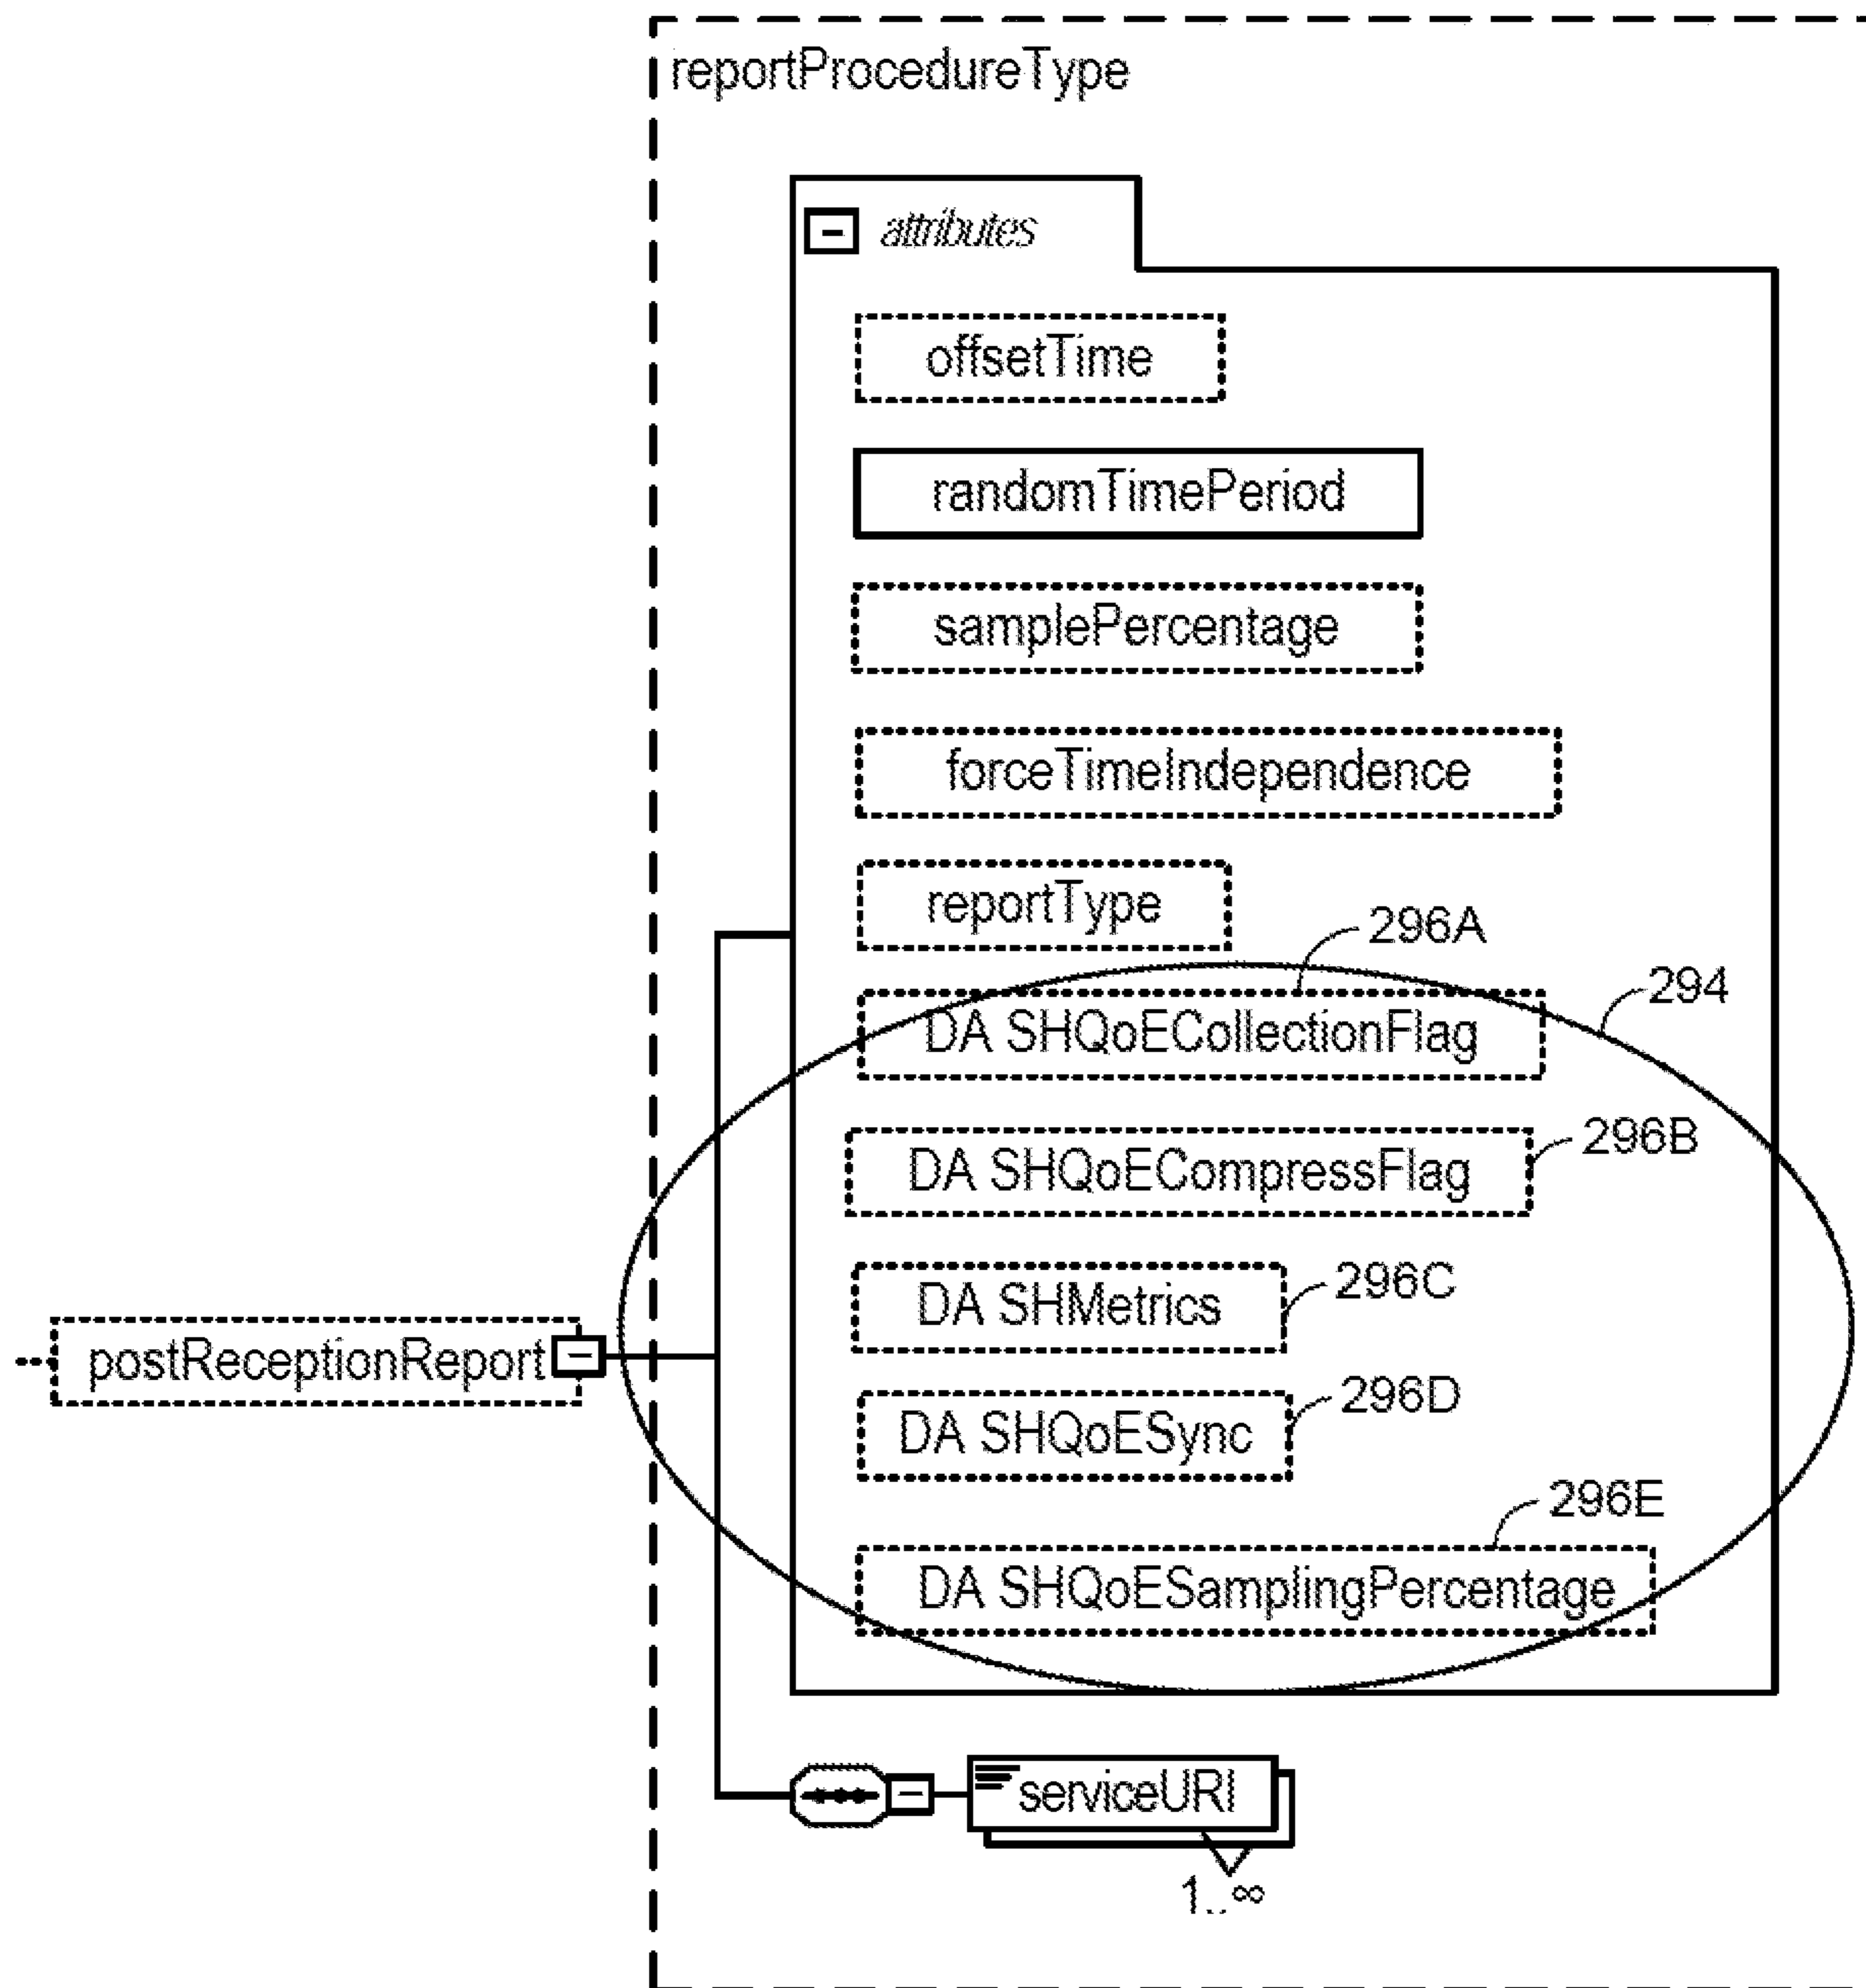 reportProcedureType
attributes
offsetTime
randomTimePeriod
samplePercentage
forceTimeIndependence
reportType
296A
294
DA SHQoECollectionFlag
296B
DA SHQoECompressFlag
296C
DA SHMetrics
postReceptionReport
296D
DA SHQoESync
296E
DA SHQoESamplingPercentage
serviceURI
1..∞